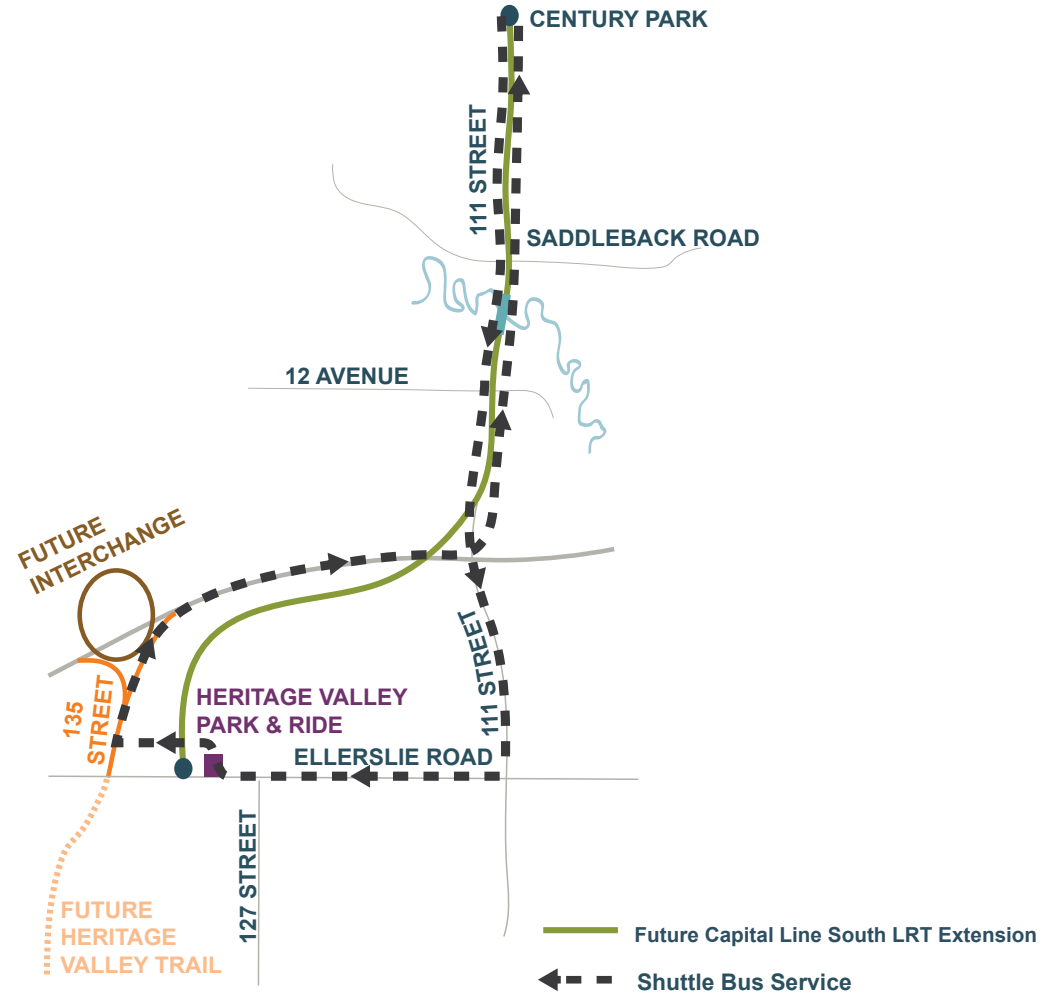 CENTURY PARK
111 STREET
SADDLEBACK ROAD
12 AVENUE
FUTURE
INTERCHANGE
111 STREET
135
STREET
HERITAGE VALLEY
PARK & RIDE
ELLERSLIE ROAD
127 STREET
FUTURE
HERITAGE
VALLEY TRAIL
Future Capital Line South LRT Extension
Shuttle Bus Service